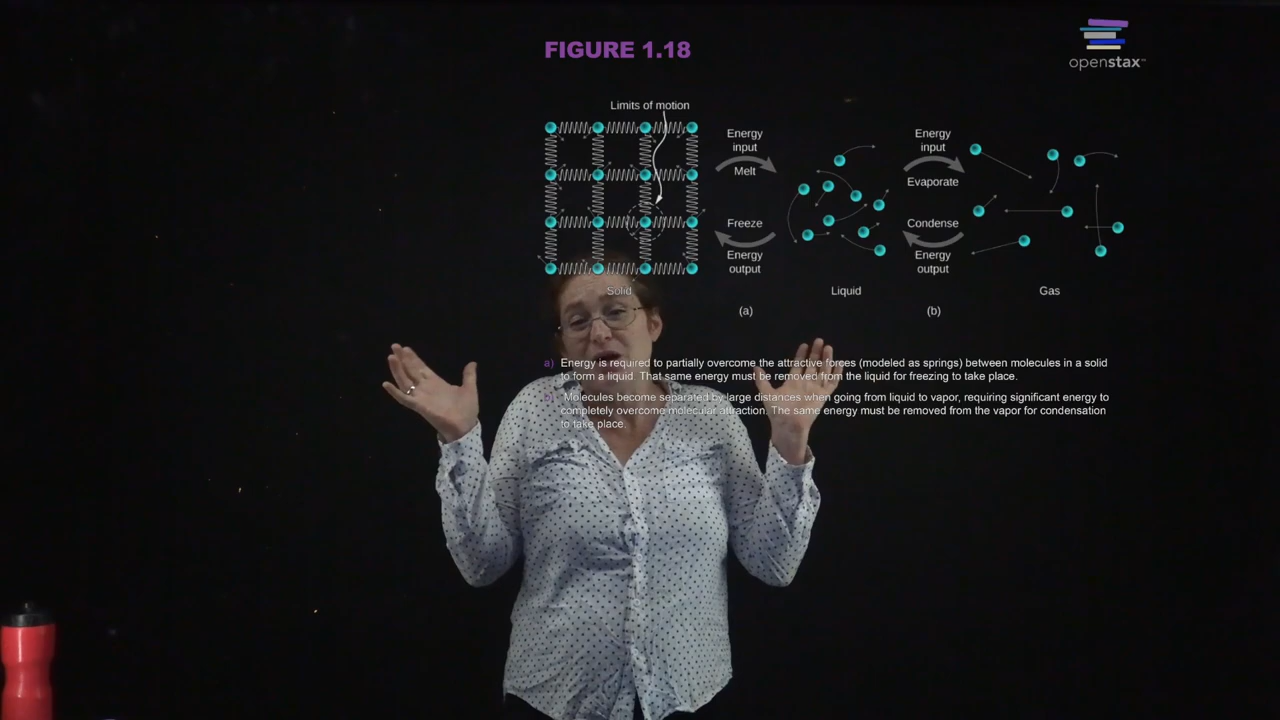 FIGURE 1.18
openstax™
Limits of motion
Energy
input
Melt
Freeze
Energy
output
Energy
input
Evaporate
Condense
Energy
output
Solid
Liquid
Gas
(a)
(b)
a) Energy is required to partially overcome the attractive forces (modeled as springs) between molecules in a solid
to form a liquid. That same energy must be removed from the liquid for freezing to take place.
b) Molecules become separated by large distances when going from liquid to vapor, requiring significant energy to
completely overcome molecular attraction. The same energy must be removed from the vapor for condensation
to take place.